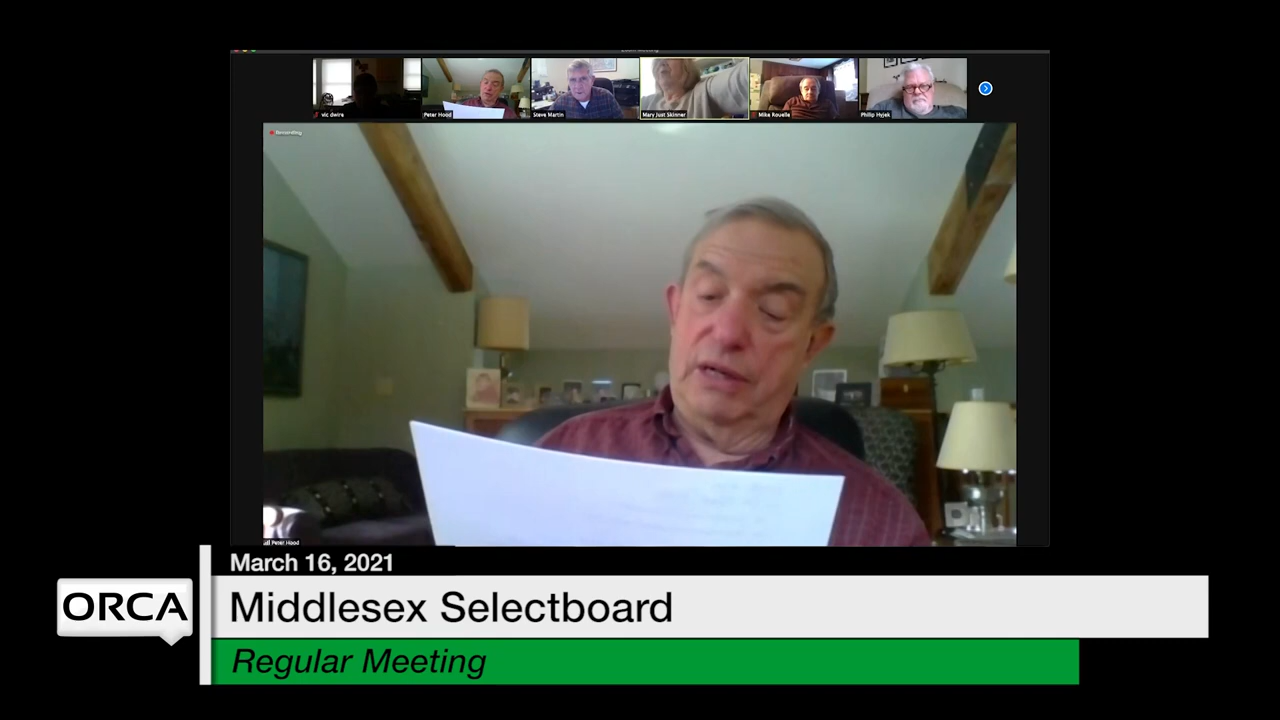 vic dwire
Peter Hood
Steve Martin
Mary Just Skinner
Mike Rouelle
Philip Hyjek
Recording
Peter Hood
March 16, 2021
ORCA
Middlesex Selectboard
Regular Meeting